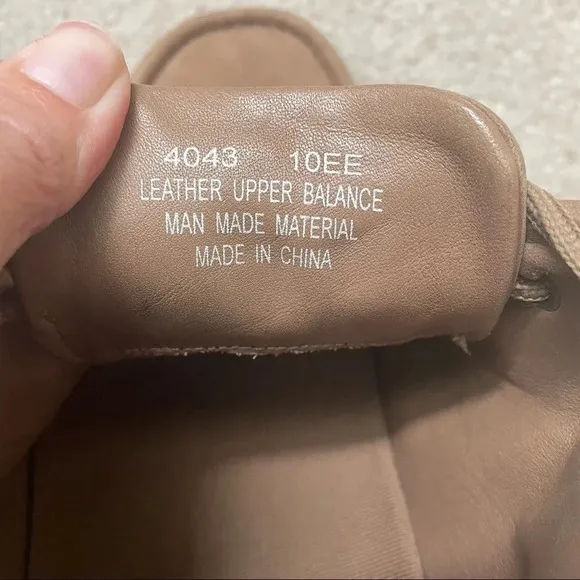 4043 10EE
LEATHER UPPER BALANCE
MAN MADE MATERIAL
MADE IN CHINA